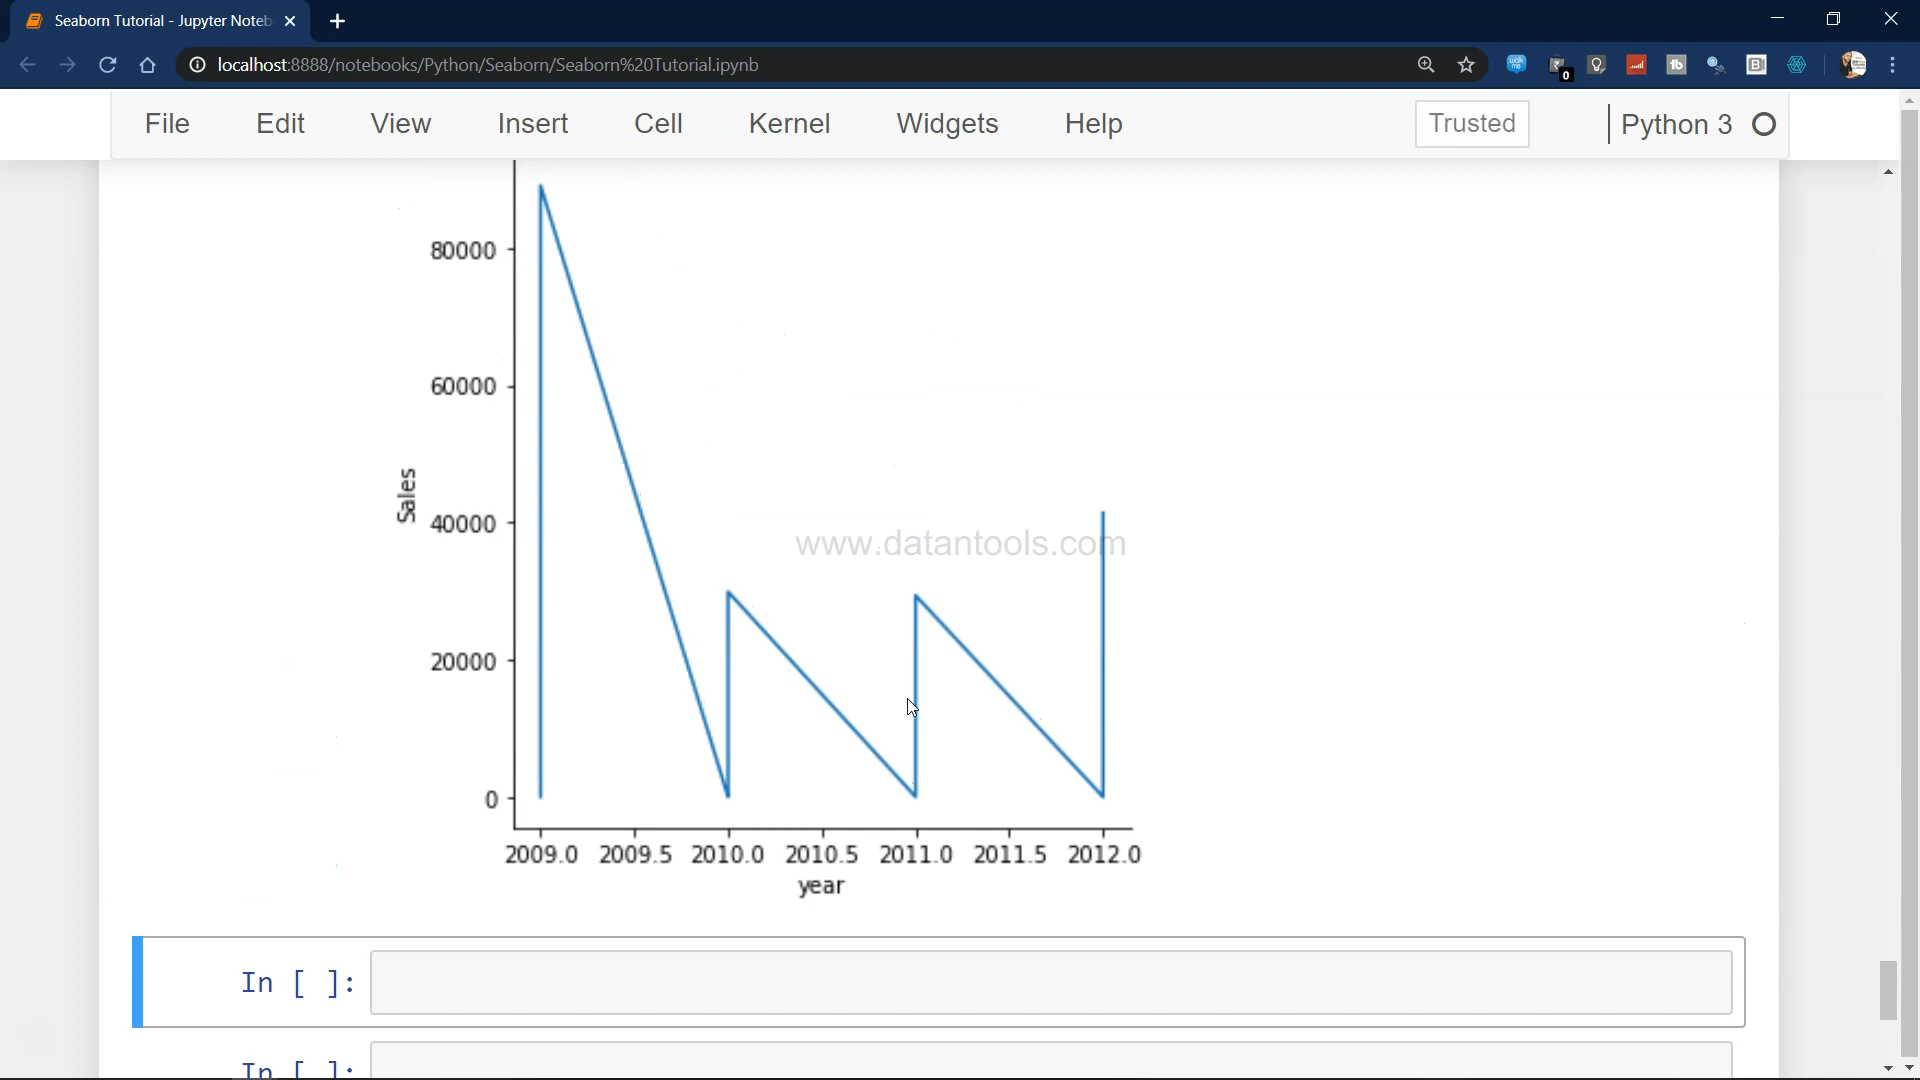 Seaborn Tutorial - Jupyter Noteb
localhost:8888/notebooks/Python/Seaborn/Seaborn%20Tutorial.ipynb
0
File Edit View Insert Cell Kernel Widgets Help Trusted Python 3
80000
60000
40000
20000
0
Sales
www.datantools.com
2009.0 2009.5 2010.0 2010.5 2011.0 2011.5 2012.0
year
In [ ]:
In [ ]: